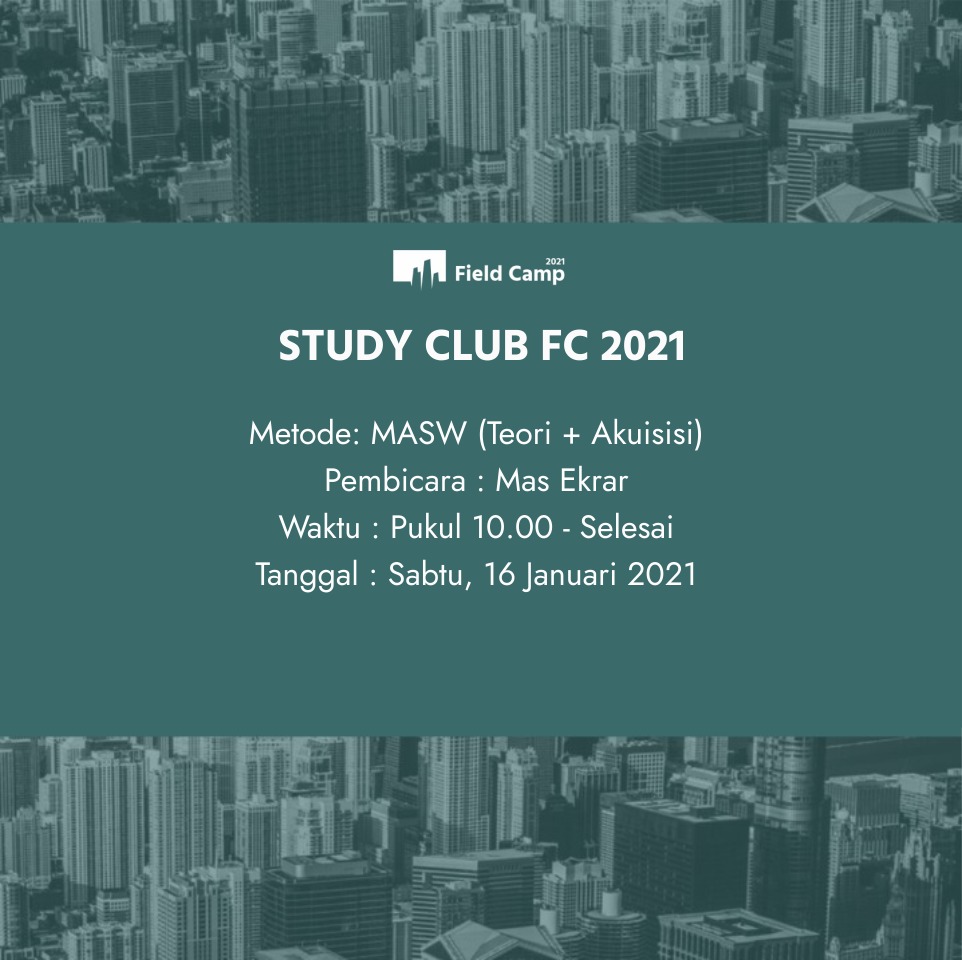 2021
Field Camp
STUDY CLUB FC 2021
Metode: MASW (Teori + Akuisisi)
Pembicara : Mas Ekrar
Waktu : Pukul 10.00 - Selesai
Tanggal : Sabtu, 16 Januari 2021